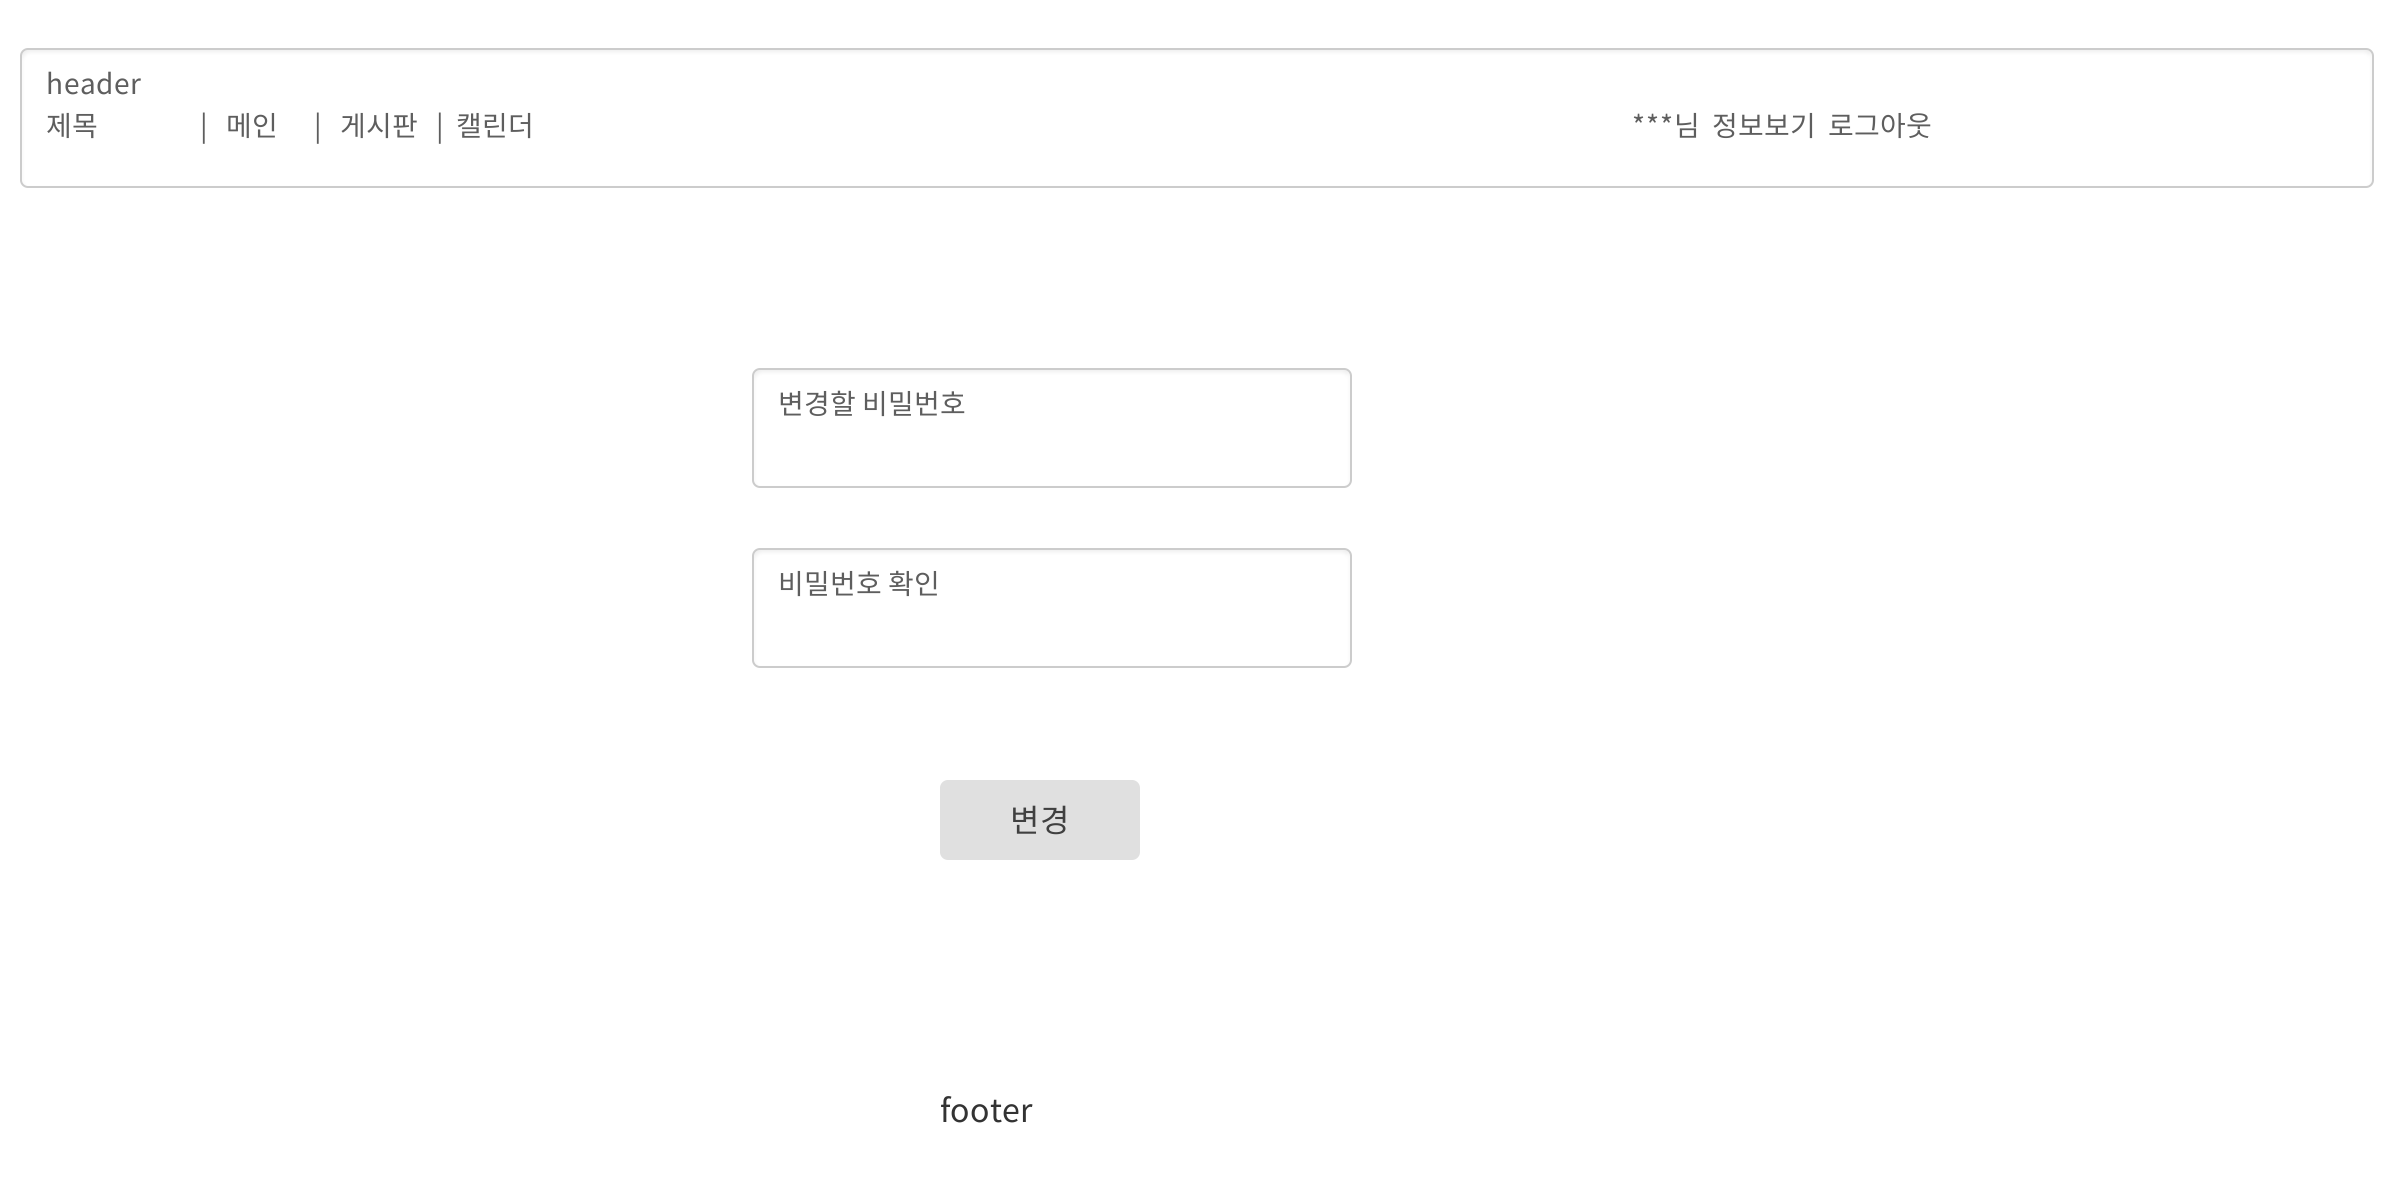 header
제목 | 메인 | 게시판 | 캘린더 ***님 정보보기 로그아웃
변경할 비밀번호
비밀번호 확인
변경
footer